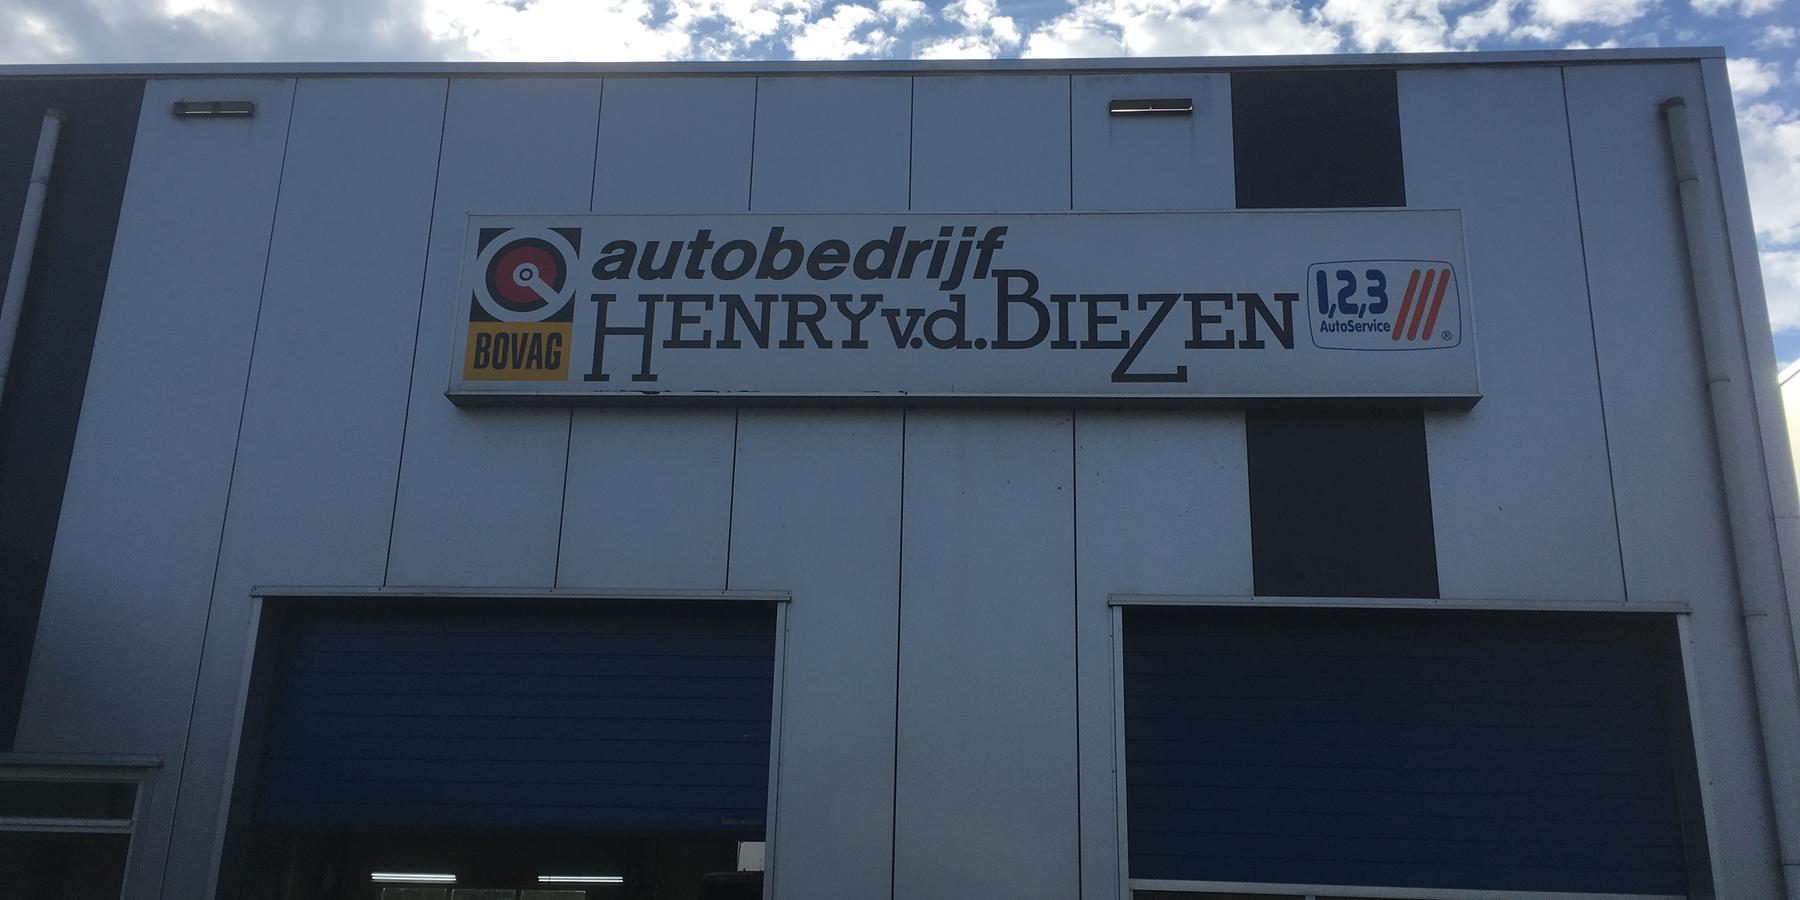 autobedrijf
BOVAG
HENRY v.d. BIEZEN
1,2,3
AutoService
®